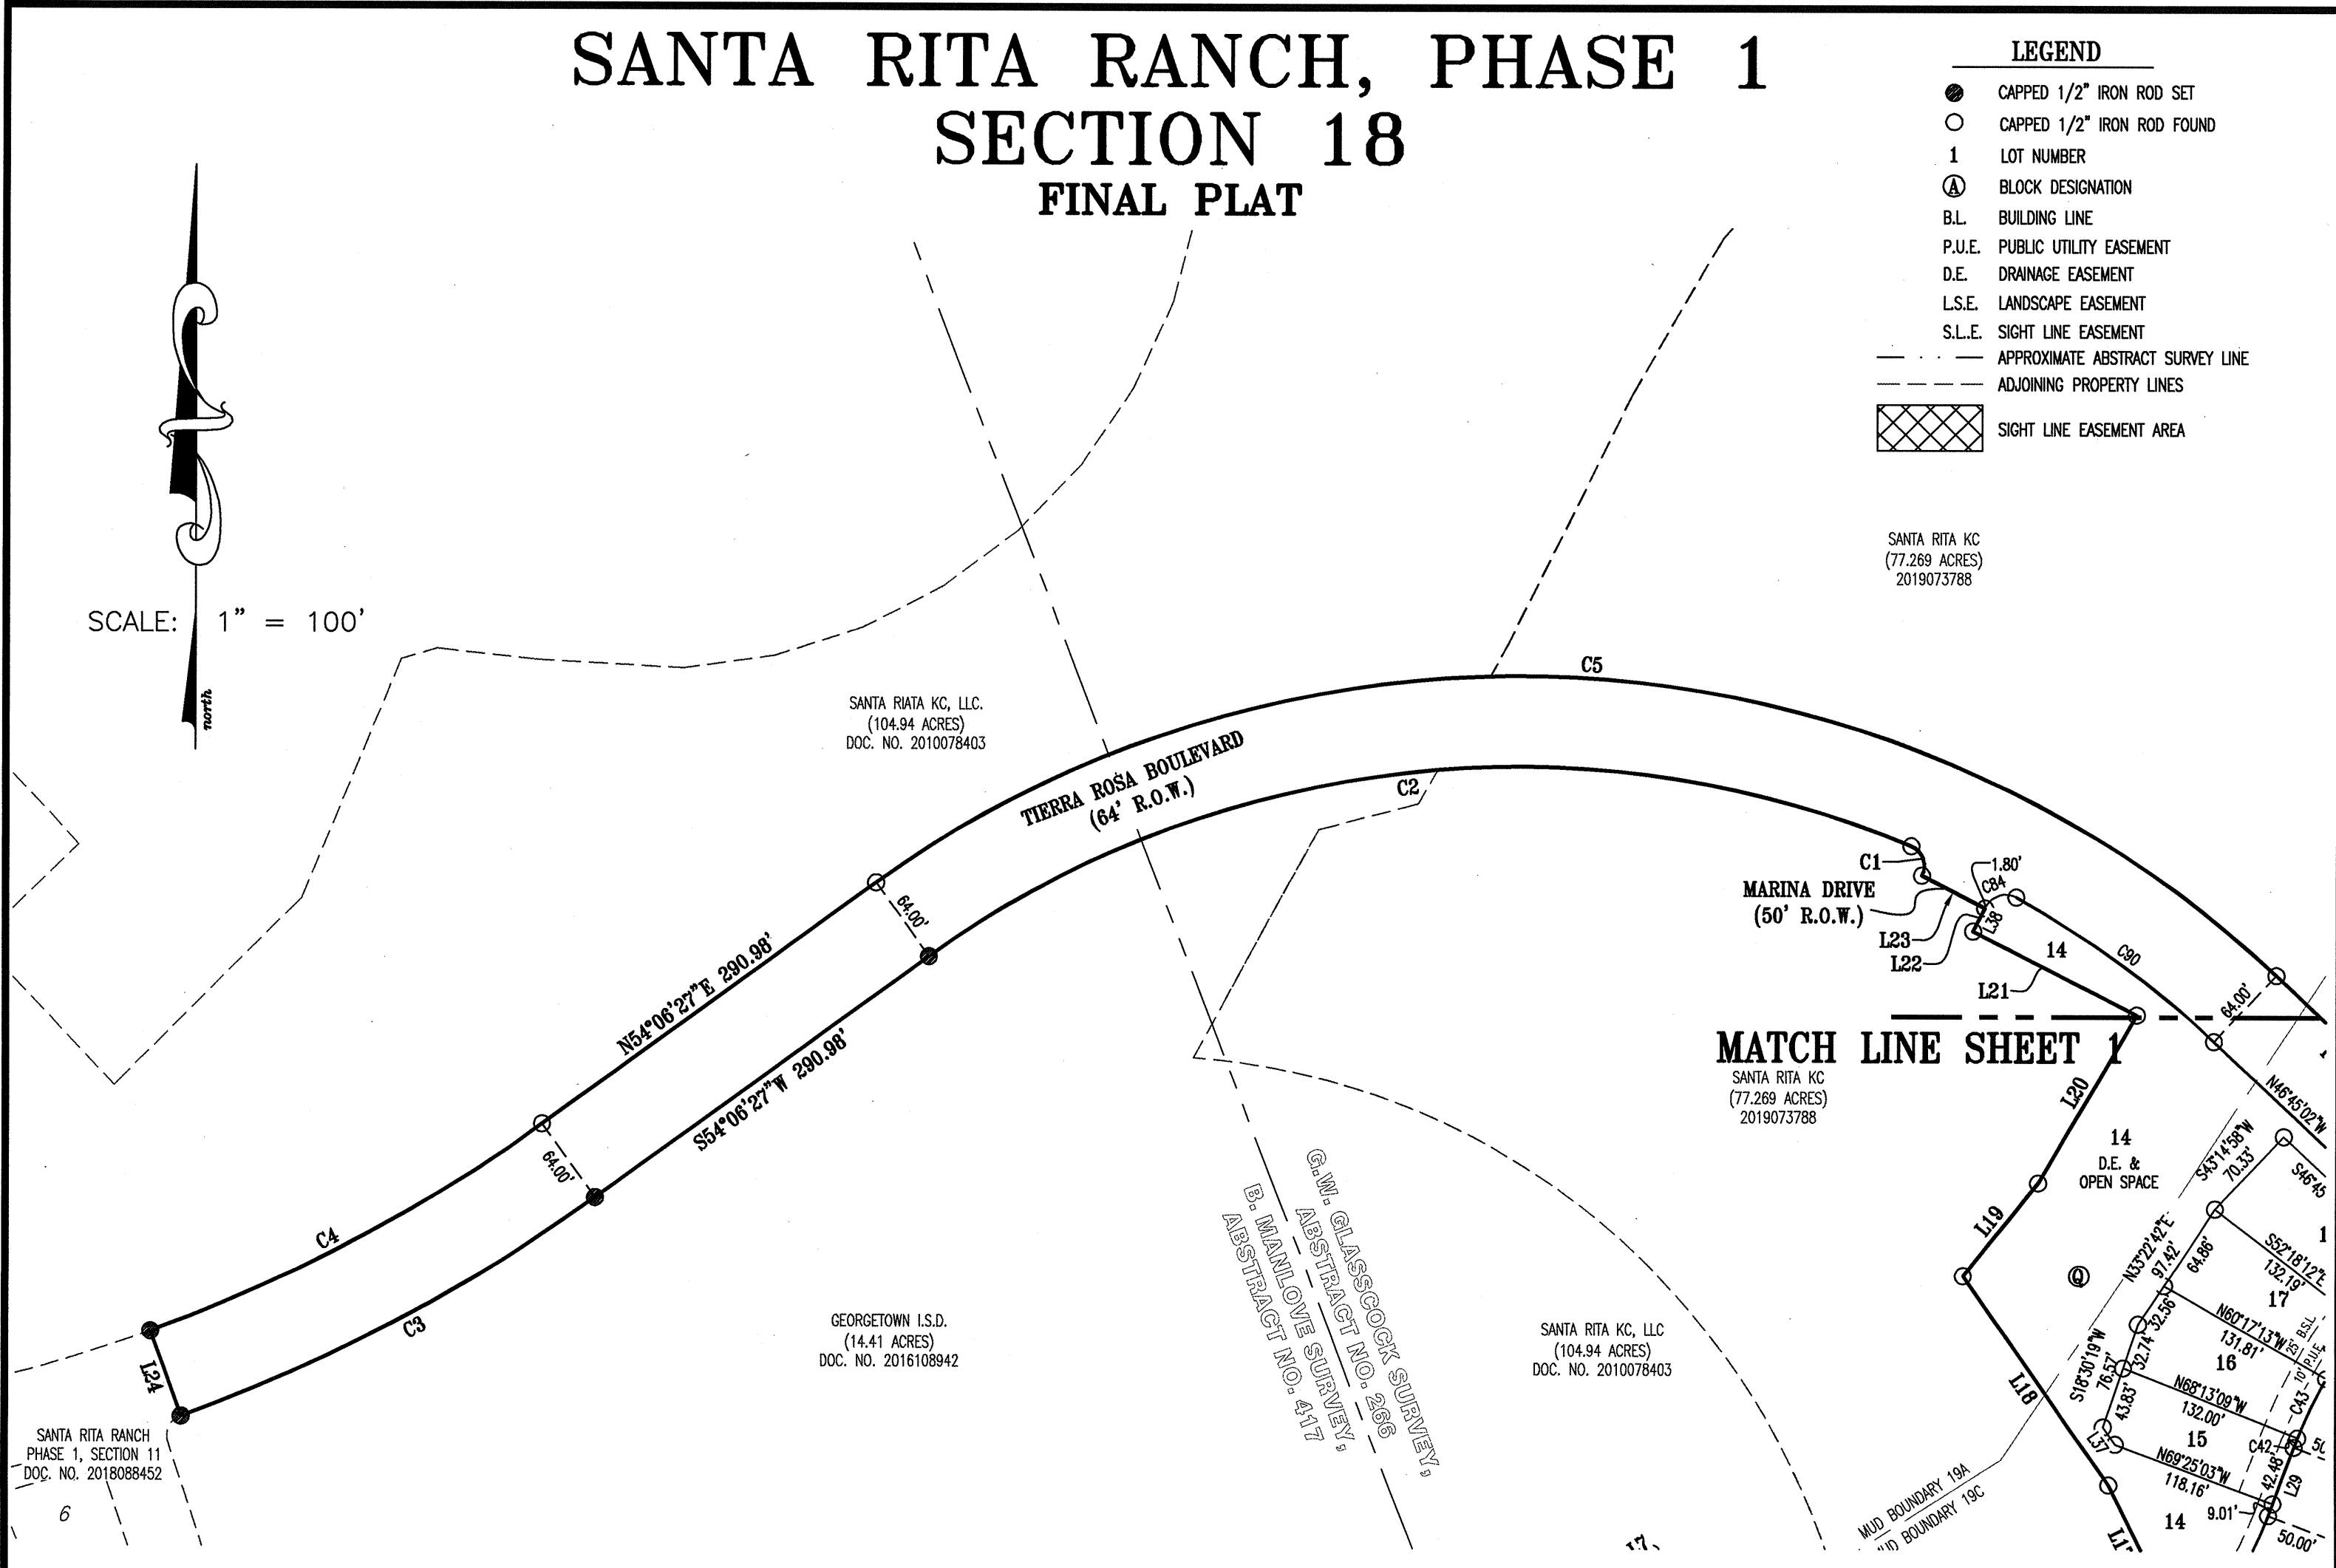 SANTA RITA RANCH, PHASE 1
SECTION 18
FINAL PLAT
LEGEND
CAPPED 1/2" IRON ROD SET
CAPPED 1/2" IRON ROD FOUND
1 LOT NUMBER
A BLOCK DESIGNATION
B.L. BUILDING LINE
P.U.E. PUBLIC UTILITY EASEMENT
D.E. DRAINAGE EASEMENT
L.S.E. LANDSCAPE EASEMENT
S.L.E. SIGHT LINE EASEMENT
APPROXIMATE ABSTRACT SURVEY LINE
ADJOINING PROPERTY LINES
SIGHT LINE EASEMENT AREA
SCALE: 1" = 100'
north
SANTA RITA KC
(77.269 ACRES)
2019073788
SANTA RIATA KC, LLC.
(104.94 ACRES)
DOC. NO. 2010078403
C5
TIERRA ROSA BOULEVARD
(64' R.O.W.)
C2
C1
1.80'
C84
MARINA DRIVE
(50' R.O.W.)
L38
L23
L22
14
C90
L21
64.00'
64.00'
N54°06'27"E 290.98'
S54°06'27"W 290.98'
64.00'
MATCH LINE SHEET 1
SANTA RITA KC
(77.269 ACRES)
2019073788
L20
N46°45'02"W
14
D.E. &
OPEN SPACE
S43°14'58"W
70.33'
S46°45
L19
C4
C3
L24
N33°22'42"E
97.42'
64.86'
S52°18'12"E
132.19'
1
17
Q
32.56'
N60°17'13"W
131.81'
25' B.S.L.
10' P.U.E.
16
32.74'
S18°30'19"W
76.57'
43.83'
N68°13'09"W
132.00'
C43
L18
15
L37
C42
N69°25'03"W
118.16'
42.48'
L29
9.01'
14
50.00'
GEORGETOWN I.S.D.
(14.41 ACRES)
DOC. NO. 2016108942
G.W. GLASSCOCK SURVEY,
ABSTRACT NO. 266
B. MANLOVE SURVEY,
ABSTRACT NO. 417
SANTA RITA KC, LLC
(104.94 ACRES)
DOC. NO. 2010078403
SANTA RITA RANCH
PHASE 1, SECTION 11
DOC. NO. 2018088452
6
MUD BOUNDARY 19A
BOUNDARY 19C